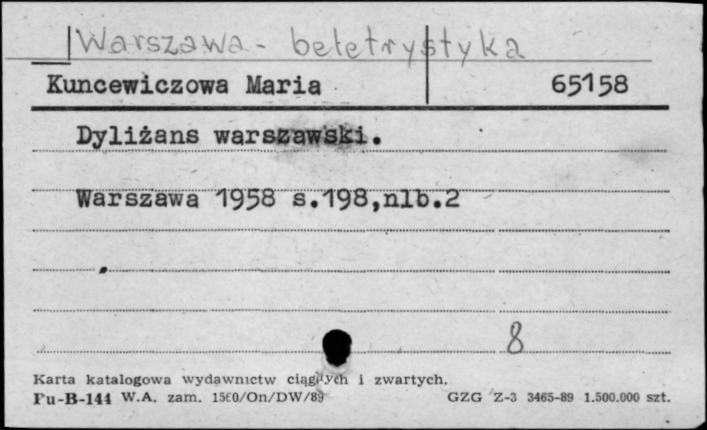 Warszawa - beletrystyka
Kuncewiczowa Maria 65158
Dyliżans warszawski.
Warszawa 1958 s.198,nlb.2
8
Karta katalogowa wydawnictw ciągłych i zwartych.
Pu-B-144 W.A. zam. 1560/On/DW/89 GZG Z-3 3465-89 1.500.000 szt.